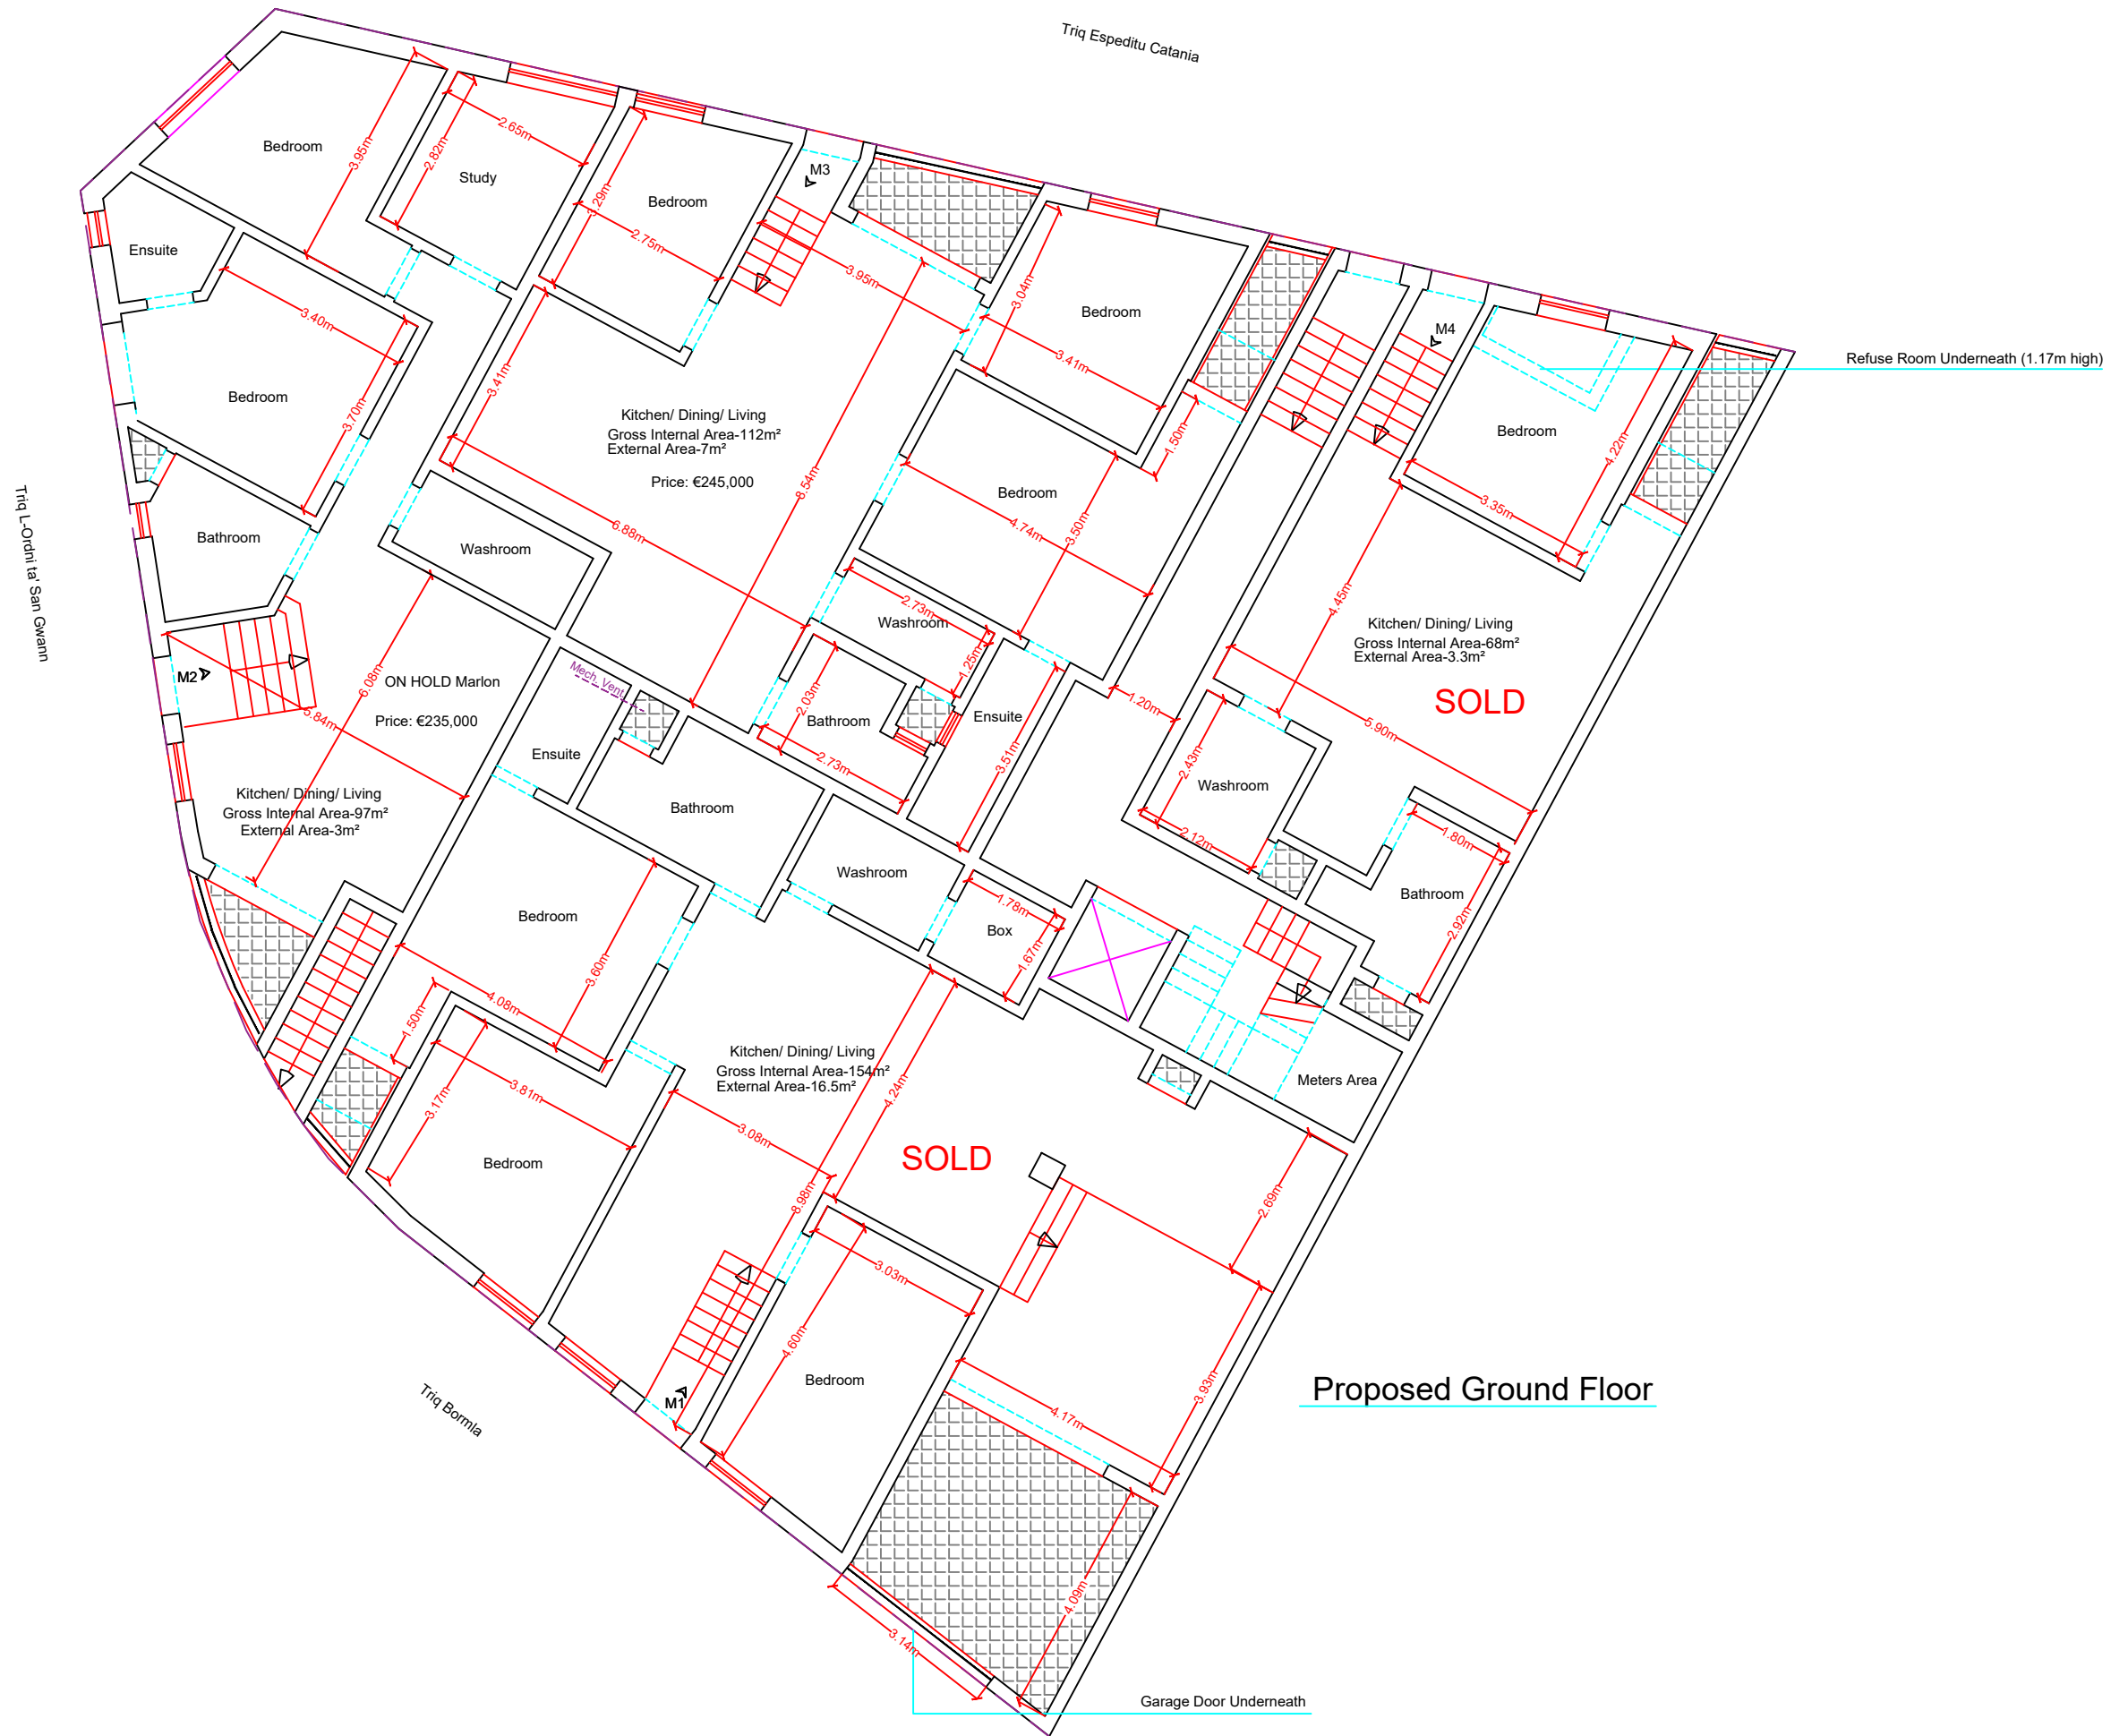 Triq Espeditu Catania
Bedroom
3.95m
2.82m
2.65m
Study
3.29m
Bedroom
2.75m
M3
3.95m
Ensuite
3.40m
Bedroom
3.70m
3.41m
3.04m
Bedroom
3.41m
1.50m
M4
Refuse Room Underneath (1.17m high)
Bedroom
4.22m
3.35m
Kitchen/ Dining/ Living
Gross Internal Area-112m²
External Area-7m²
Price: €245,000
8.54m
6.88m
Bedroom
4.74m
3.50m
Triq L-Ordni ta' San Gwann
Bathroom
Washroom
4.45m
Kitchen/ Dining/ Living
Gross Internal Area-68m²
External Area-3.3m²
SOLD
2.73m
Washroom
1.25m
M2
6.08m
ON HOLD Marlon
Price: €235,000
5.84m
Mech. Vent.
2.03m
Bathroom
2.73m
Ensuite
3.51m
1.20m
5.90m
2.43m
Washroom
2.12m
Ensuite
Kitchen/ Dining/ Living
Gross Internal Area-97m²
External Area-3m²
Bathroom
Washroom
1.80m
Bathroom
2.92m
Bedroom
3.60m
4.08m
1.78m
Box
1.67m
1.50m
3.17m
3.81m
Bedroom
Kitchen/ Dining/ Living
Gross Internal Area-154m²
External Area-16.5m²
4.24m
Meters Area
3.08m
SOLD
8.98m
2.69m
3.03m
4.60m
Bedroom
M1
3.93m
4.17m
Proposed Ground Floor
Triq Bormla
4.09m
3.14m
Garage Door Underneath